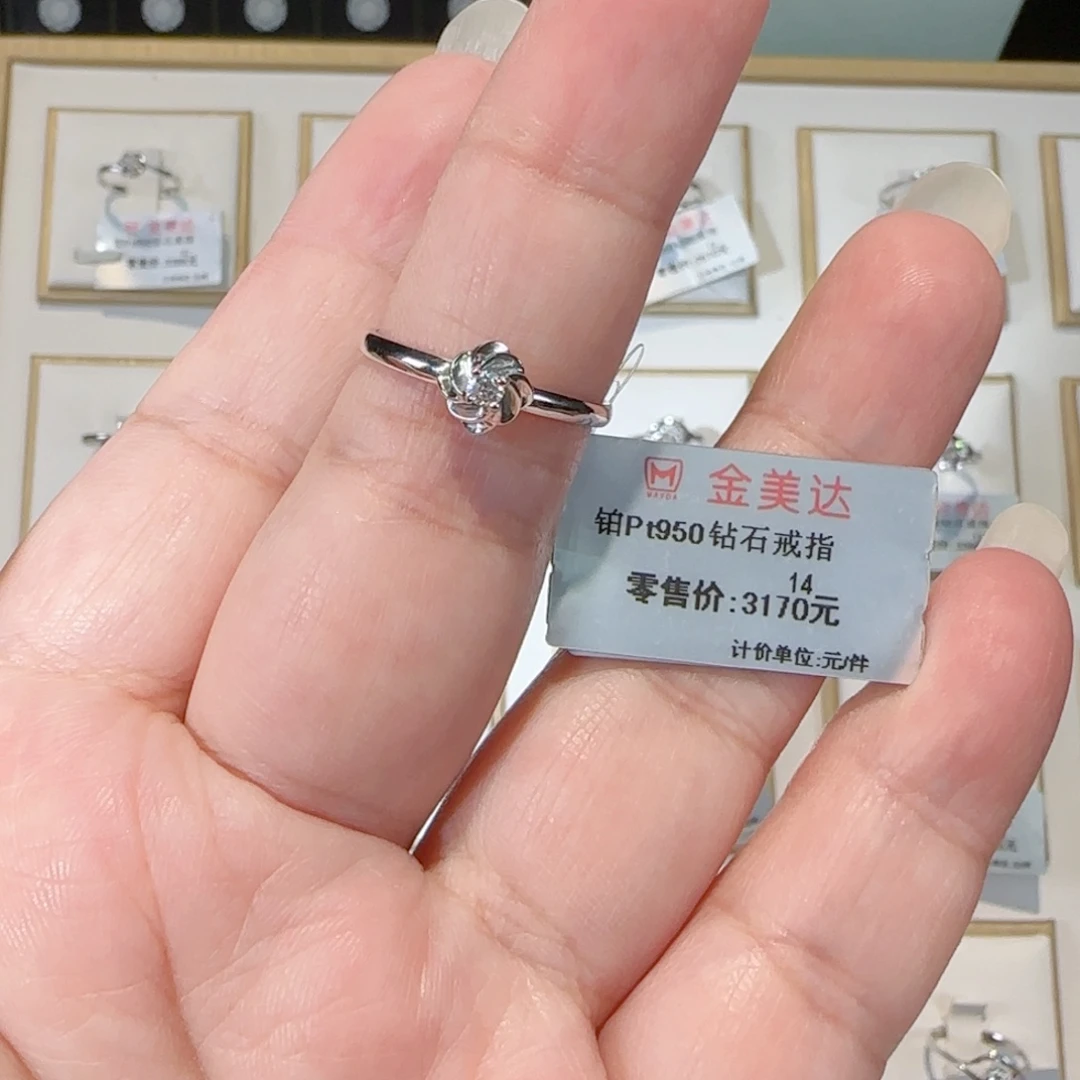 MAYDA
金美达
铂Pt950钻石戒指
14
零售价:3170元
计价单位:元/件